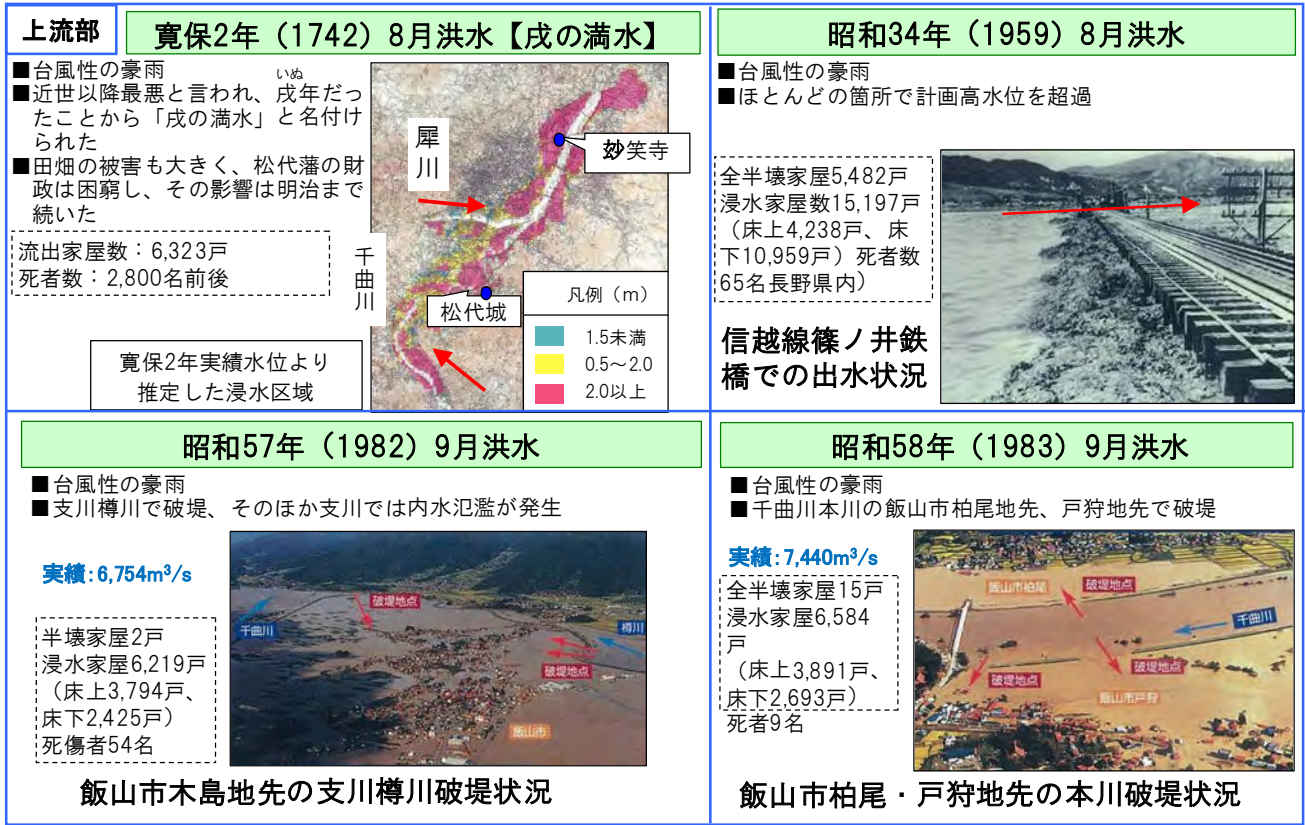 上流部
寛保2年（1742）8月洪水【戌の満水】
■台風性の豪雨
いぬ
■近世以降最悪と言われ、戌年だっ
たことから「戌の満水」と名付け
られた
■田畑の被害も大きく、松代藩の財
政は困窮し、その影響は明治まで
続いた
流出家屋数：6,323戸
死者数：2,800名前後
寛保2年実績水位より
推定した浸水区域
犀川
千曲川
妙笑寺
松代城
凡例（m）
1.5未満
0.5～2.0
2.0以上
昭和34年（1959）8月洪水
■台風性の豪雨
■ほとんどの箇所で計画高水位を超過
全半壊家屋5,482戸
浸水家屋数15,197戸
（床上4,238戸、床
下10,959戸）死者数
65名長野県内）
信越線篠ノ井鉄
橋での出水状況
昭和57年（1982）9月洪水
■台風性の豪雨
■支川樽川で破堤、そのほか支川では内水氾濫が発生
実績：6,754m³/s
半壊家屋2戸
浸水家屋6,219戸
（床上3,794戸、
床下2,425戸）
死傷者54名
千曲川
破堤地点
樽川
破堤地点
飯山市
飯山市木島地先の支川樽川破堤状況
昭和58年（1983）9月洪水
■台風性の豪雨
■千曲川本川の飯山市柏尾地先、戸狩地先で破堤
実績：7,440m³/s
全半壊家屋15戸
浸水家屋6,584
戸
（床上3,891戸、
床下2,693戸）
死者9名
飯山市柏尾
千曲川
破堤地点
破堤地点
飯山市戸狩
飯山市柏尾・戸狩地先の本川破堤状況